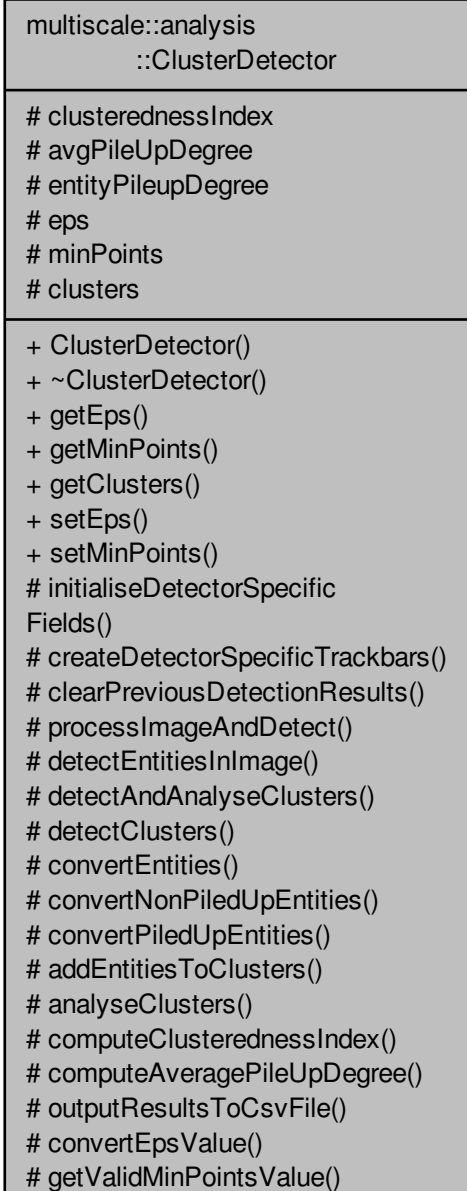 multiscale::analysis
::ClusterDetector
# clusterednessIndex
# avgPileUpDegree
# entityPileupDegree
# eps
# minPoints
# clusters
+ ClusterDetector()
+ ~ClusterDetector()
+ getEps()
+ getMinPoints()
+ getClusters()
+ setEps()
+ setMinPoints()
# initialiseDetectorSpecific
Fields()
# createDetectorSpecificTrackbars()
# clearPreviousDetectionResults()
# processImageAndDetect()
# detectEntitiesInImage()
# detectAndAnalyseClusters()
# detectClusters()
# convertEntities()
# convertNonPiledUpEntities()
# convertPiledUpEntities()
# addEntitiesToClusters()
# analyseClusters()
# computeClusterednessIndex()
# computeAveragePileUpDegree()
# outputResultsToCsvFile()
# convertEpsValue()
# getValidMinPointsValue()